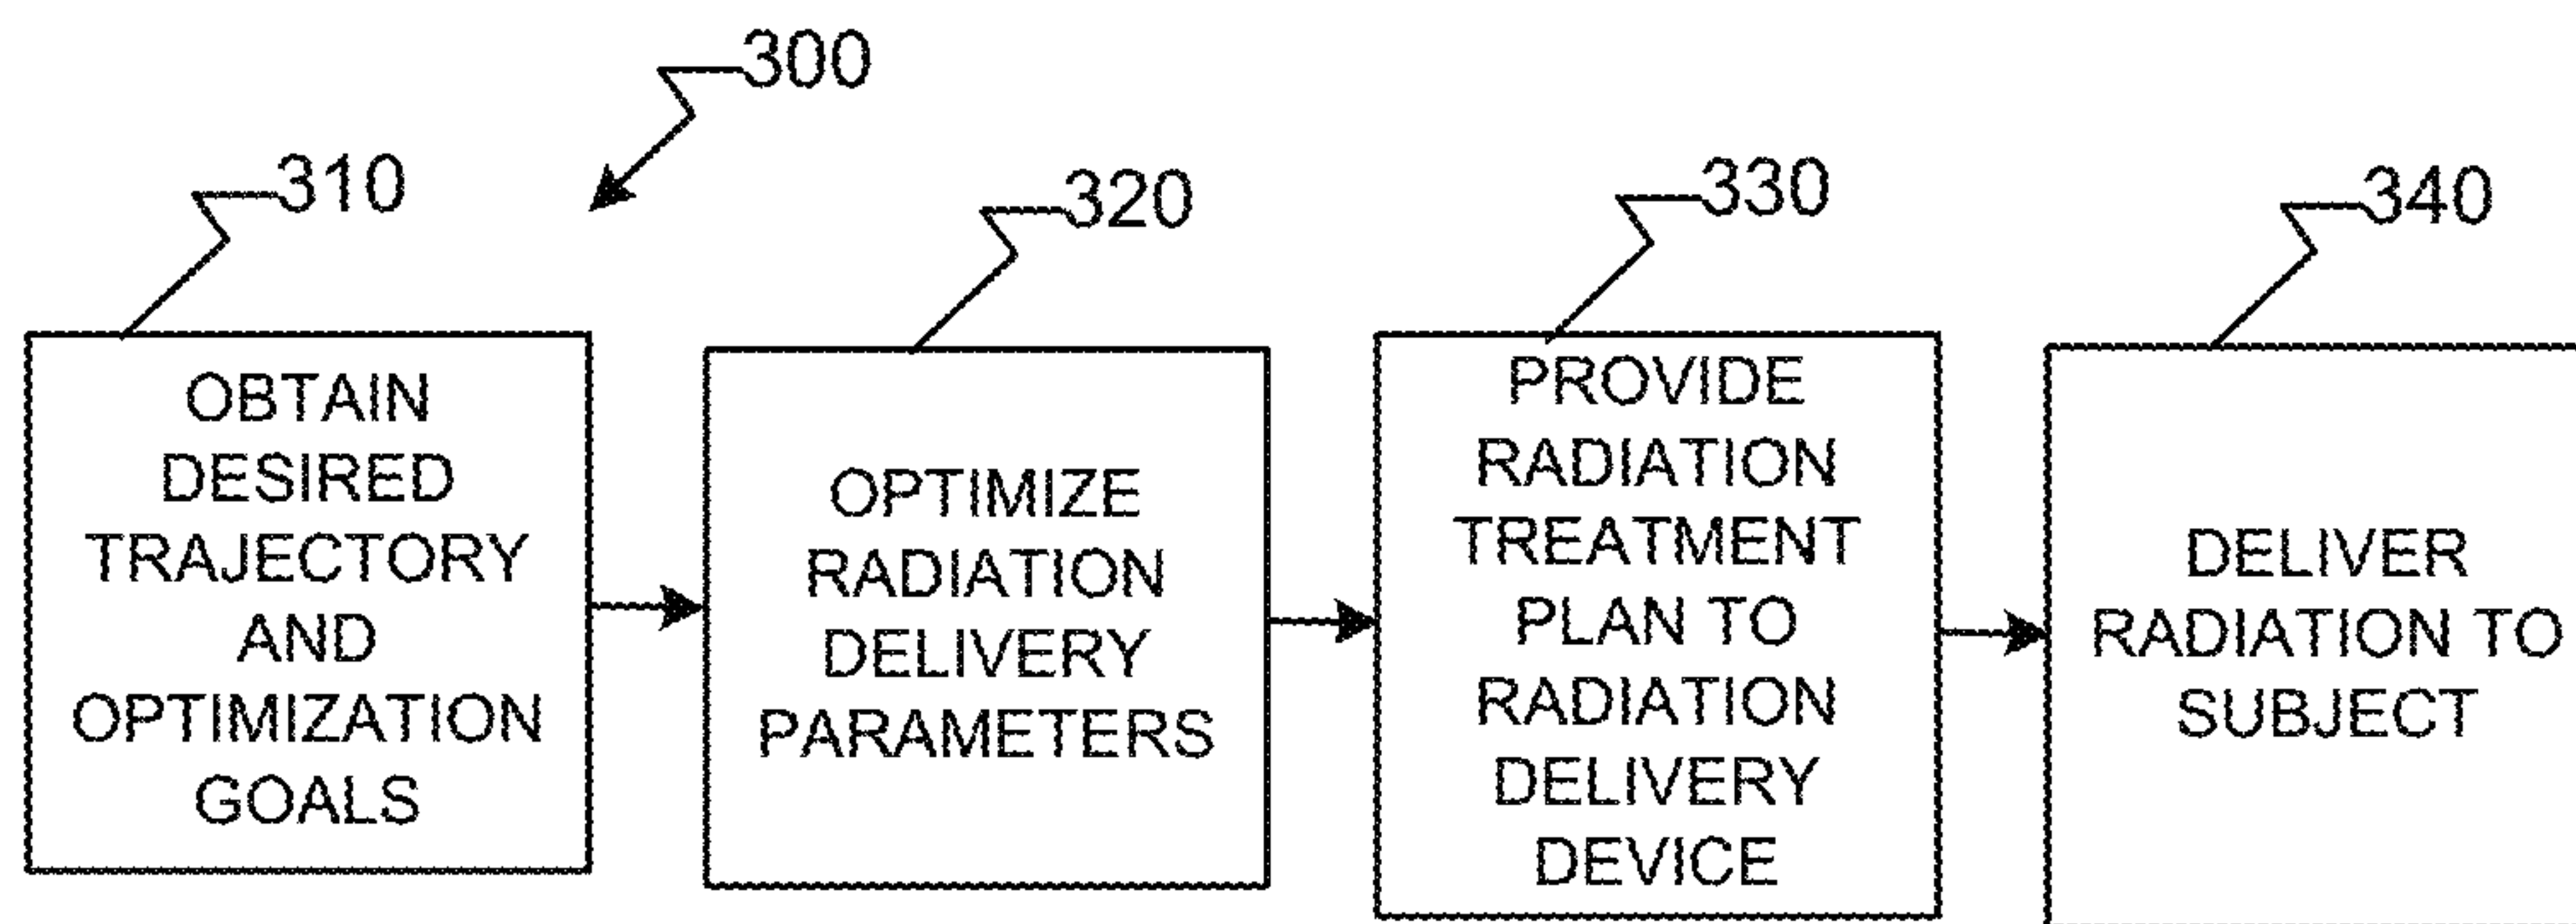 300
310
320
330
340
OBTAIN
DESIRED
TRAJECTORY
AND
OPTIMIZATION
GOALS
OPTIMIZE
RADIATION
DELIVERY
PARAMETERS
PROVIDE
RADIATION
TREATMENT
PLAN TO
RADIATION
DELIVERY
DEVICE
DELIVER
RADIATION TO
SUBJECT